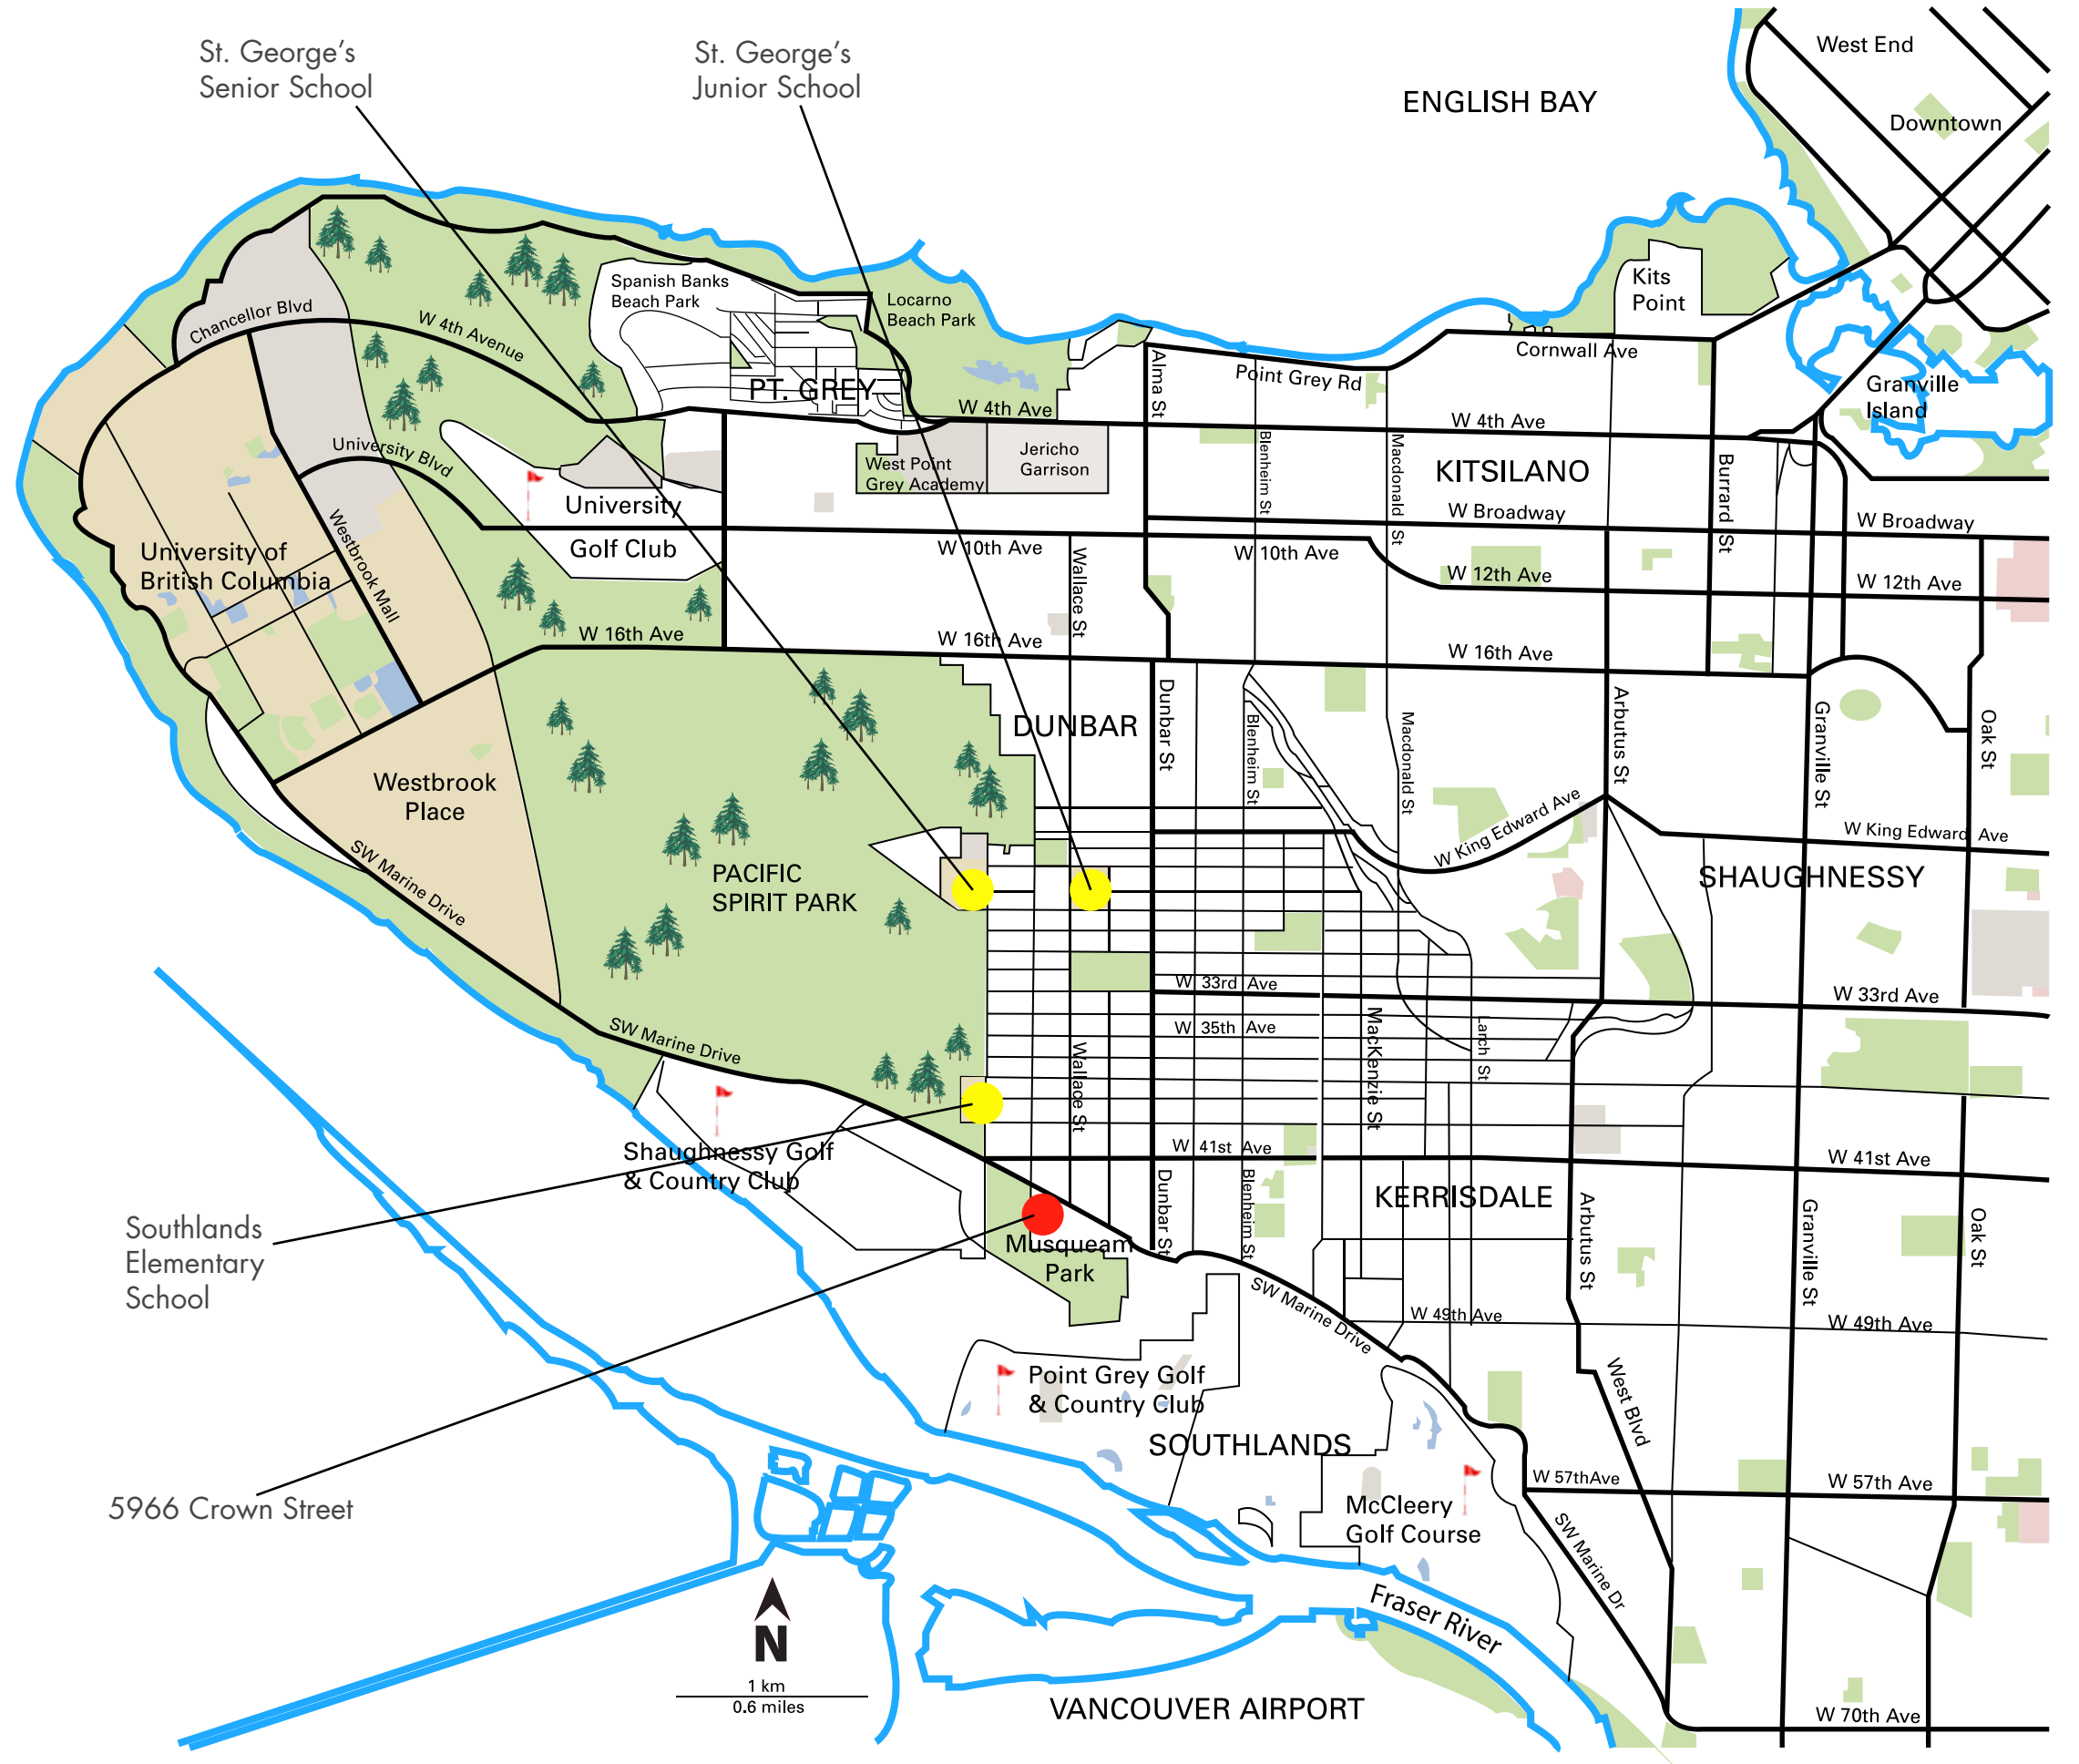 St. George's
Senior School
St. George's
Junior School
ENGLISH BAY
West End
Downtown
Spanish Banks
Beach Park
Locarno
Beach Park
Kits
Point
Chancellor Blvd
W 4th Avenue
PT. GREY
W 4th Ave
Alma St
Point Grey Rd
Cornwall Ave
Granville
Island
W 4th Ave
University Blvd
West Point
Grey Academy
Jericho
Garrison
Blenheim St
Macdonald St
KITSILANO
Burrard St
University
Golf Club
W Broadway
W Broadway
University of
British Columbia
Westbrook Mall
W 10th Ave
Wallace St
W 10th Ave
W 12th Ave
W 12th Ave
W 16th Ave
W 16th Ave
W 16th Ave
DUNBAR
Dunbar St
Blenheim St
Macdonald St
Arbutus St
Granville St
Oak St
Westbrook
Place
W King Edward Ave
W King Edward Ave
SW Marine Drive
PACIFIC
SPIRIT PARK
SHAUGHNESSY
W 33rd Ave
W 33rd Ave
SW Marine Drive
W 35th Ave
Wallace St
MacKenzie St
Larch St
Shaughnessy Golf
& Country Club
W 41st Ave
W 41st Ave
Dunbar St
Blenheim St
KERRISDALE
Arbutus St
Granville St
Oak St
Southlands
Elementary
School
Musqueam
Park
SW Marine Drive
W 49th Ave
W 49th Ave
Point Grey Golf
& Country Club
West Blvd
SOUTHLANDS
W 57thAve
W 57th Ave
5966 Crown Street
McCleery
Golf Course
SW Marine Dr
Fraser River
N
1 km
0.6 miles
VANCOUVER AIRPORT
W 70th Ave